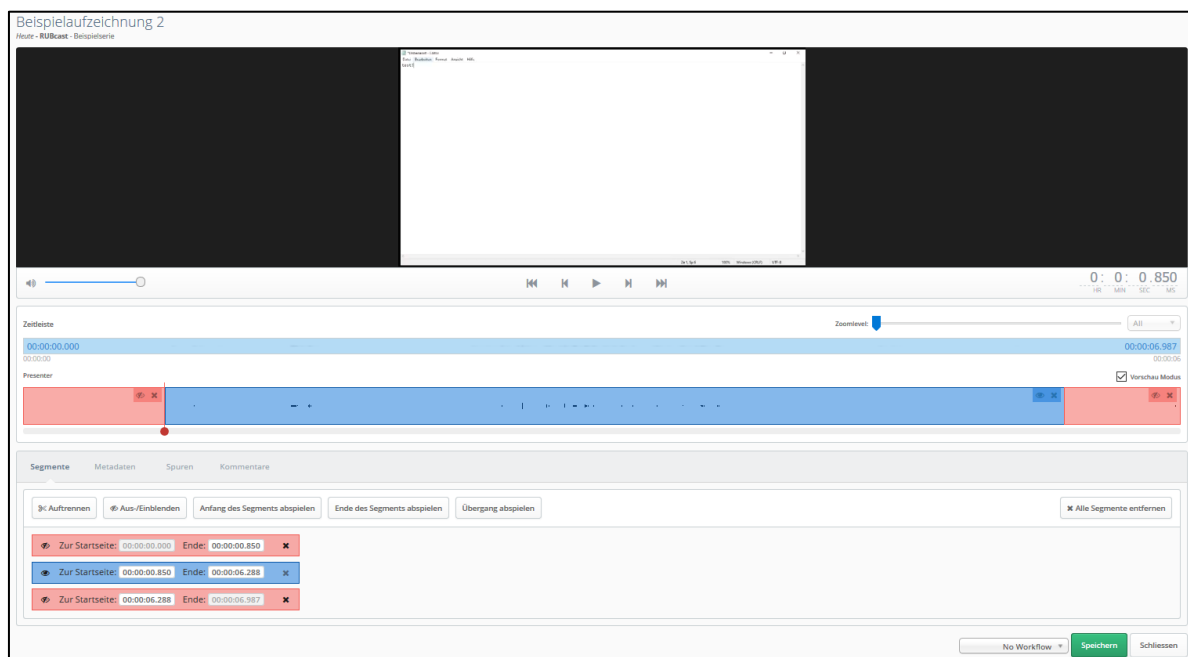 Beispielaufzeichnung 2
Heute - RUBcast - Beispielserie
0: 0: 0.850
HR MIN SEC MS
Zeitleiste
Zoomlevel:
All
00:00:00.000
00:00:06.987
00:00:00
00:00:06
Presenter
Vorschau Modus
Segmente Metadaten Spuren Kommentare
Auftrennen Aus-/Einblenden Anfang des Segments abspielen Ende des Segments abspielen Übergang abspielen Alle Segmente entfernen
Zur Startseite: 00:00:00.000 Ende: 00:00:00.850
Zur Startseite: 00:00:00.850 Ende: 00:00:06.288
Zur Startseite: 00:00:06.288 Ende: 00:00:06.987
No Workflow Speichern Schliessen